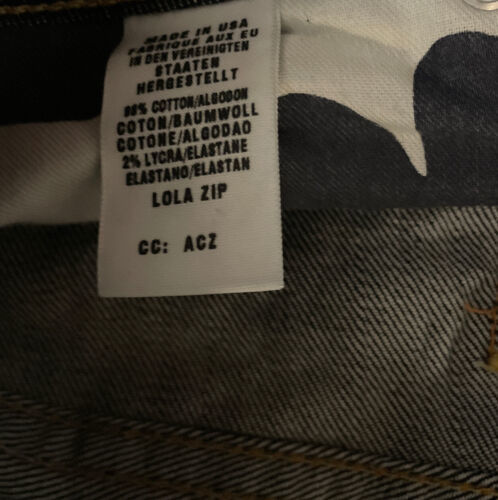 MADE IN USA
FABRIQUE AUX EU
IN DEN VEREINIGTEN
STAATEN
HERGESTELLT
98% COTTON/ALGODON
COTON/BAUMWOLL
COTONE/ALGODAO
2% LYCRA/ELASTANE
ELASTANO/ELASTAN
LOLA ZIP
CC: ACZ